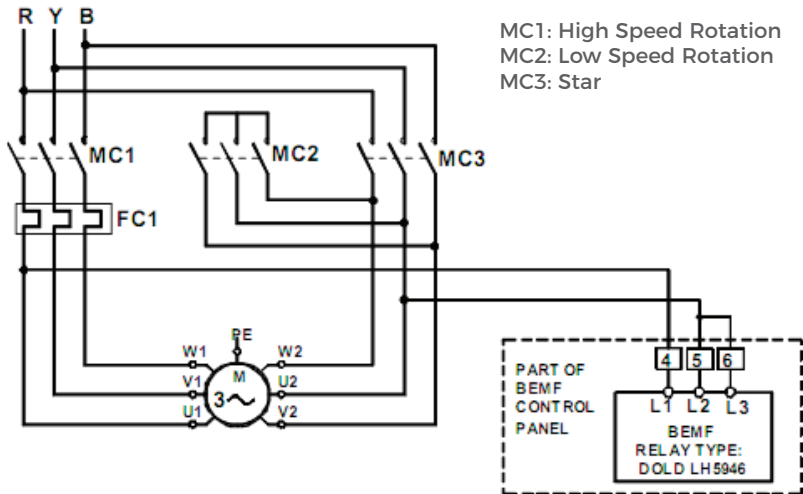 R Y B
MC1: High Speed Rotation
MC2: Low Speed Rotation
MC3: Star
MC1
MC2
MC3
FC1
PE
W1
W2
M
V1
3~
U2
U1
V2
4 5 6
L1 L2 L3
PART OF
BEMF
CONTROL
PANEL
BEMF
RELAY TYPE:
DOLD LH5946